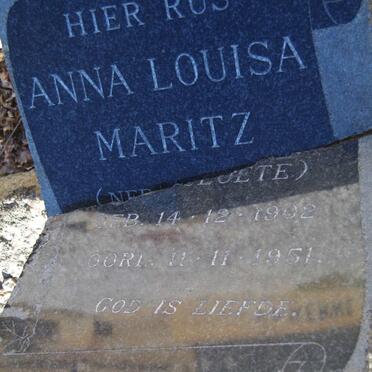 HIER RUS
ANNA LOUISA
MARITZ
GEB. 14·12·1902
OORL. 11·11·1951.
GOD IS LIEFDE.